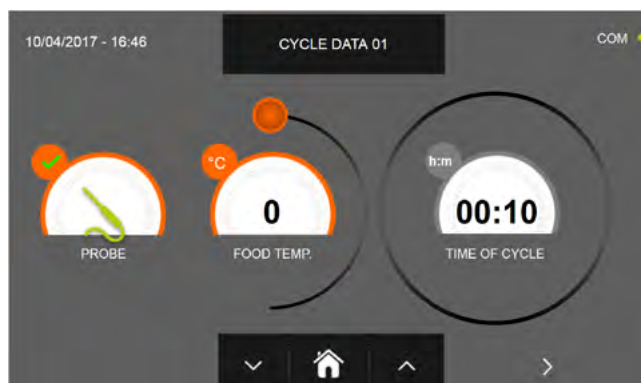 10/04/2017 - 16:46
CYCLE DATA 01
COM
°C
h:m
0
00:10
PROBE
FOOD TEMP.
TIME OF CYCLE